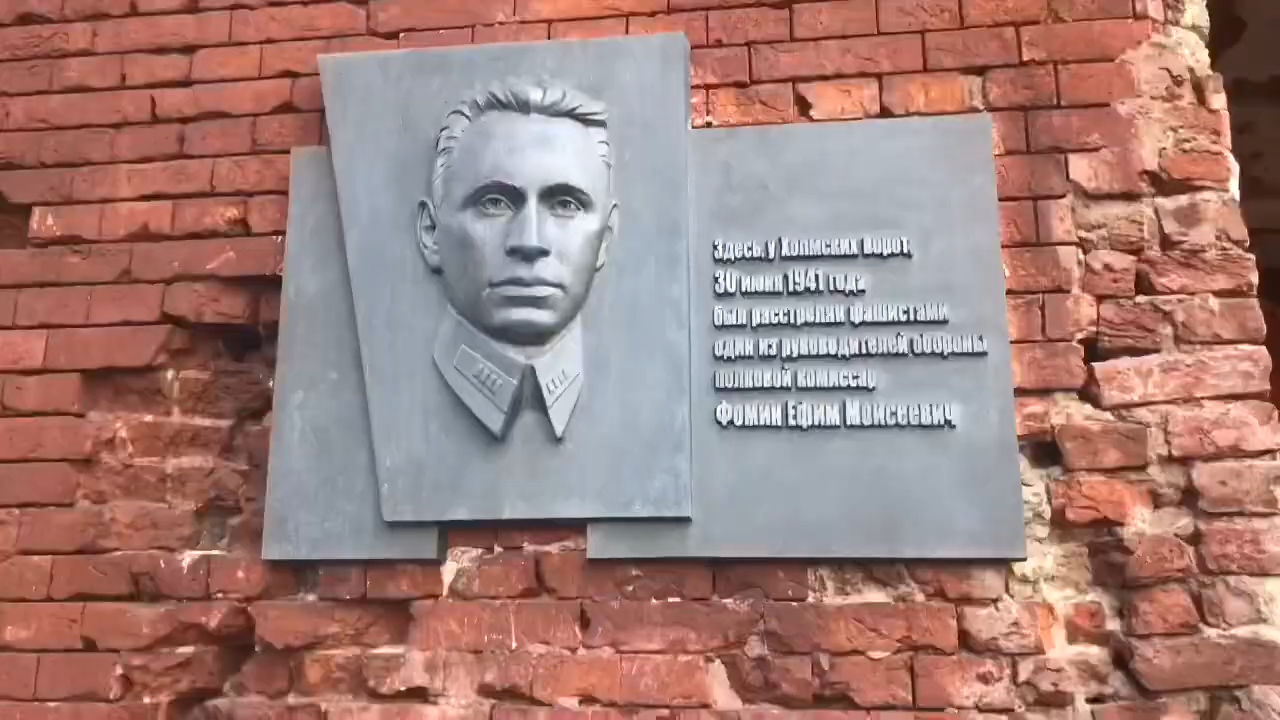 Здесь, у Холмских ворот,
30 июня 1941 года
был расстрелян фашистами
один из руководителей обороны
полковой комиссар
Фомин Ефим Моисеевич